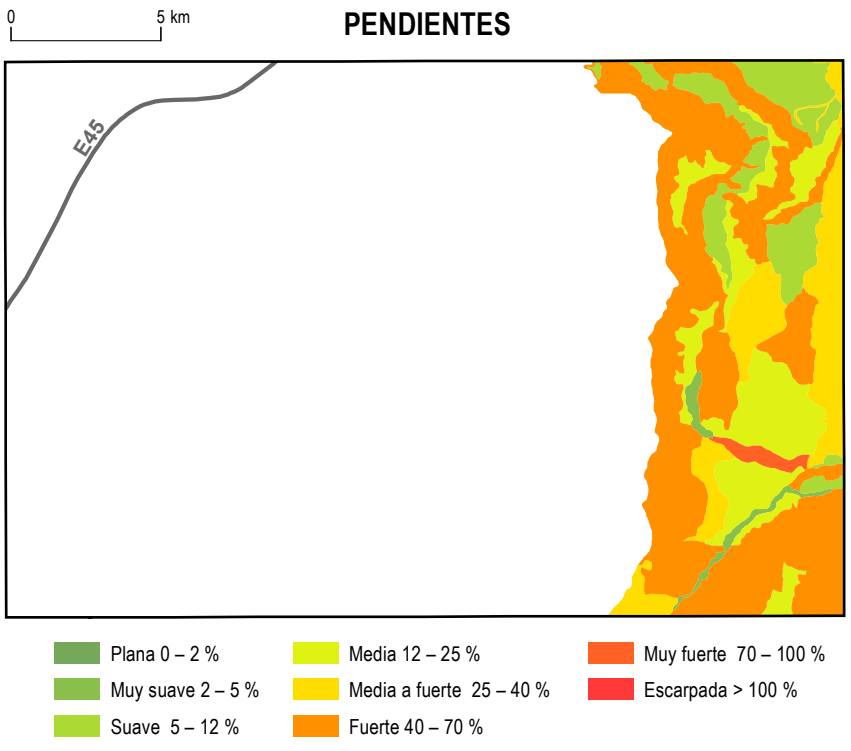 0 5 km
PENDIENTES
E45
Plana 0 – 2 %
Muy suave 2 – 5 %
Suave 5 – 12 %
Media 12 – 25 %
Media a fuerte 25 – 40 %
Fuerte 40 – 70 %
Muy fuerte 70 – 100 %
Escarpada > 100 %